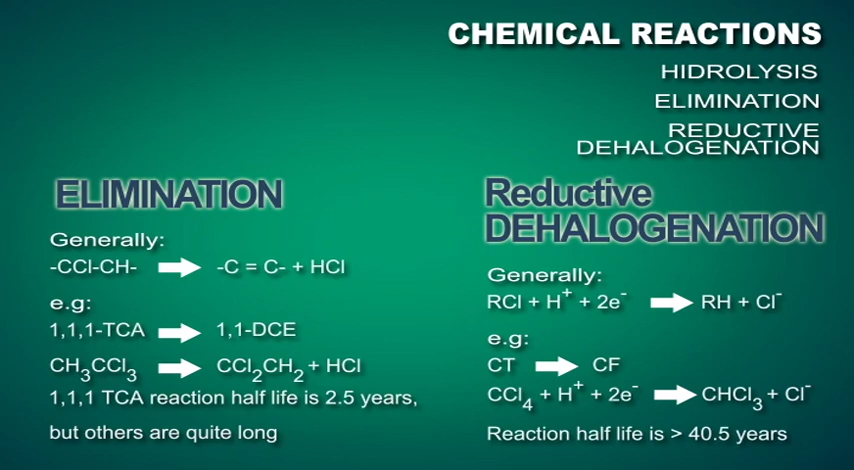 CHEMICAL REACTIONS
HIDROLYSIS
ELIMINATION
REDUCTIVE
DEHALOGENATION
ELIMINATION
Generally:
-CCl-CH- → -C = C- + HCl
e.g:
1,1,1-TCA → 1,1-DCE
CH₃CCl₃ → CCl₂CH₂ + HCl
1,1,1 TCA reaction half life is 2.5 years,
but others are quite long
Reductive
DEHALOGENATION
Generally:
RCl + H⁺ + 2e⁻ → RH + Cl⁻
e.g:
CT → CF
CCl₄ + H⁺ + 2e⁻ → CHCl₃ + Cl⁻
Reaction half life is > 40.5 years